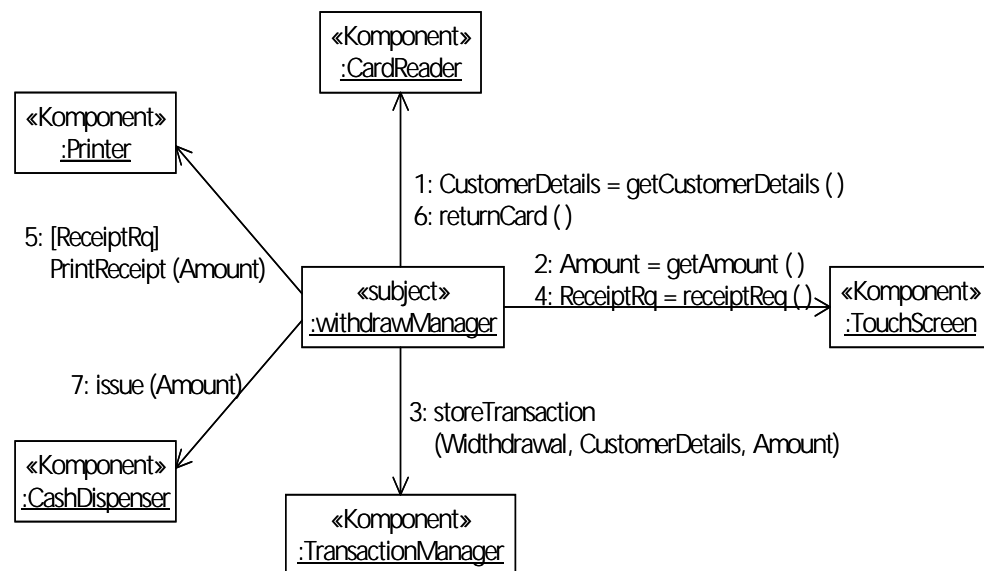 «Komponent»
:CardReader
«Komponent»
:Printer
1: CustomerDetails = getCustomerDetails ( )
6: returnCard ( )
5: [ReceiptRq]
PrintReceipt (Amount)
2: Amount = getAmount ( )
4: ReceiptRq = receiptReq ( )
«subject»
:withdrawManager
«Komponent»
:TouchScreen
7: issue (Amount)
3: storeTransaction
(Widthdrawal, CustomerDetails, Amount)
«Komponent»
:CashDispenser
«Komponent»
:TransactionManager